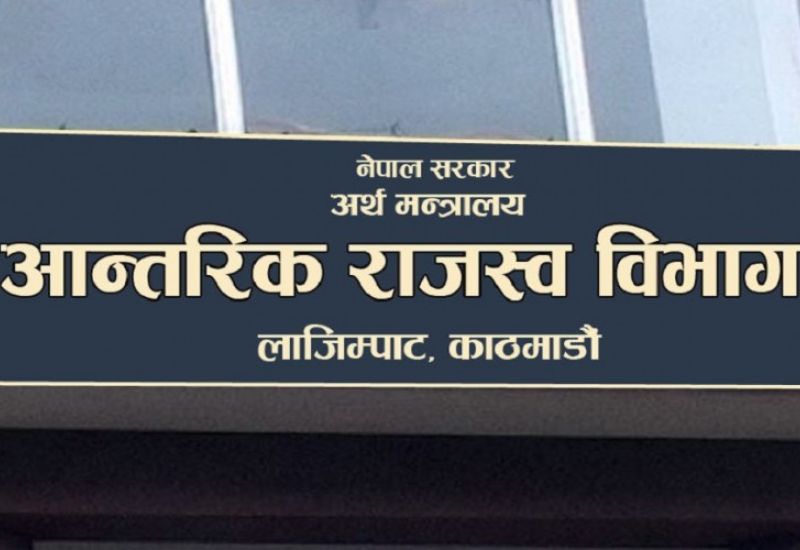 नेपाल सरकार
अर्थ मन्त्रालय
आन्तरिक राजस्व विभाग
लाजिम्पाट, काठमाडौं